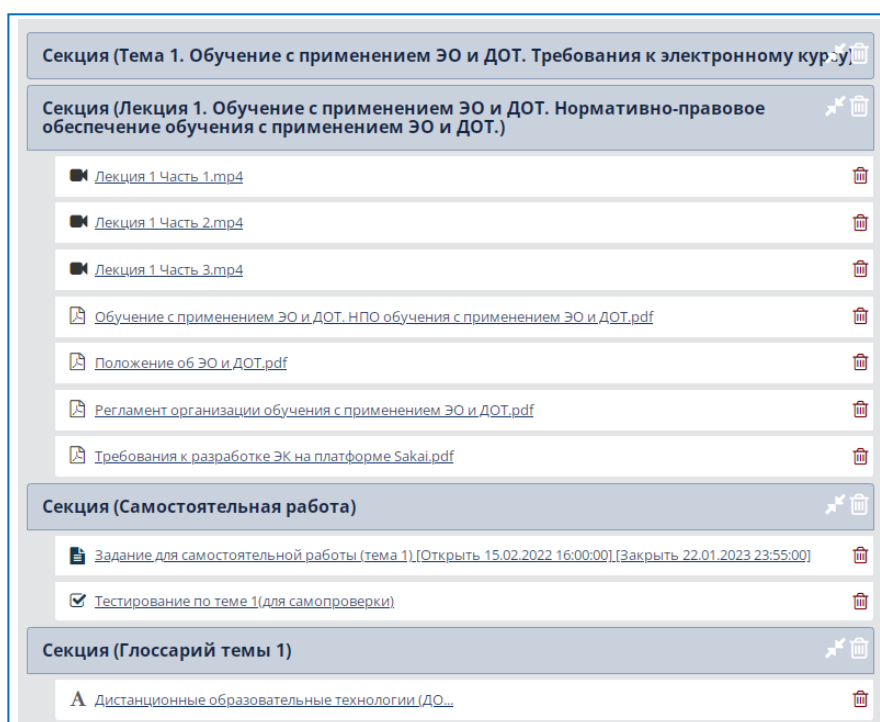 Секция (Тема 1. Обучение с применением ЭО и ДОТ. Требования к электронному курсу)
Секция (Лекция 1. Обучение с применением ЭО и ДОТ. Нормативно-правовое
обеспечение обучения с применением ЭО и ДОТ.)
Лекция 1 Часть 1.mp4
Лекция 1 Часть 2.mp4
Лекция 1 Часть 3.mp4
Обучение с применением ЭО и ДОТ. НПО обучения с применением ЭО и ДОТ.pdf
Положение об ЭО и ДОТ.pdf
Регламент организации обучения с применением ЭО и ДОТ.pdf
Требования к разработке ЭК на платформе Sakai.pdf
Секция (Самостоятельная работа)
Задание для самостоятельной работы (тема 1) [Открыть 15.02.2022 16:00:00] [Закрыть 22.01.2023 23:55:00]
Тестирование по теме 1(для самопроверки)
Секция (Глоссарий темы 1)
Дистанционные образовательные технологии (ДО...